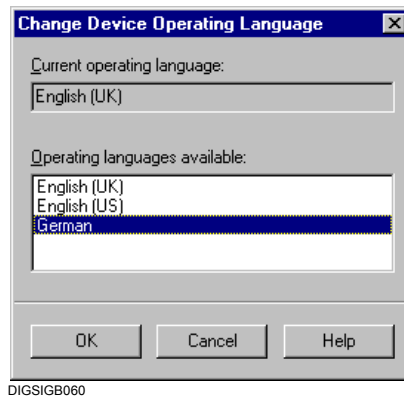 Change Device Operating Language
Current operating language:
English (UK)
Operating languages available:
English (UK)
English (US)
German
OK Cancel Help
DIGSIGB060